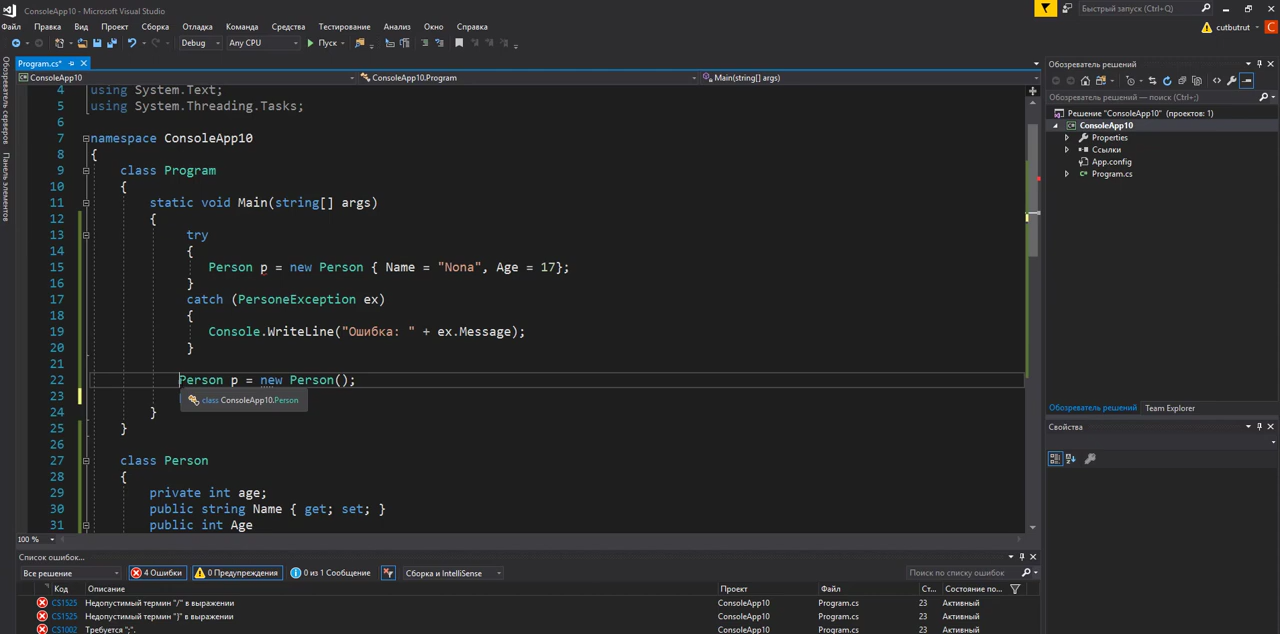 ConsoleApp10 - Microsoft Visual Studio
Быстрый запуск (Ctrl+Q)
Файл Правка Вид Проект Сборка Отладка Команда Средства Тестирование Анализ Окно Справка
cutbutrut C
Debug Any CPU Пуск
Обозреватель серверов
Панель элементов
Program.cs*
ConsoleApp10 ConsoleApp10.Program Main(string[] args)
4 using System.Text;
5 using System.Threading.Tasks;
6
7 namespace ConsoleApp10
8 {
9 class Program
10 {
11 static void Main(string[] args)
12 {
13 try
14 {
15 Person p = new Person { Name = "Nona", Age = 17};
16 }
17 catch (PersoneException ex)
18 {
19 Console.WriteLine("Ошибка: " + ex.Message);
20 }
21
22 Person p = new Person();
23
class ConsoleApp10.Person
24 }
25 }
26
27 class Person
28 {
29 private int age;
30 public string Name { get; set; }
31 public int Age
100 %
Обозреватель решений
Обозреватель решений — поиск (Ctrl+;)
Решение "ConsoleApp10" (проектов: 1)
ConsoleApp10
Properties
Ссылки
App.config
Program.cs
Обозреватель решений Team Explorer
Свойства
Список ошибок...
Все решение 4 Ошибки 0 Предупреждения 0 из 1 Сообщение Сборка и IntelliSense Поиск по списку ошибок
Код Описание Проект Файл Ст... Состояние по...
CS1525 Недопустимый термин "/" в выражении ConsoleApp10 Program.cs 23 Активный
CS1525 Недопустимый термин "}" в выражении ConsoleApp10 Program.cs 23 Активный
CS1002 Требуется ";". ConsoleApp10 Program.cs 23 Активный